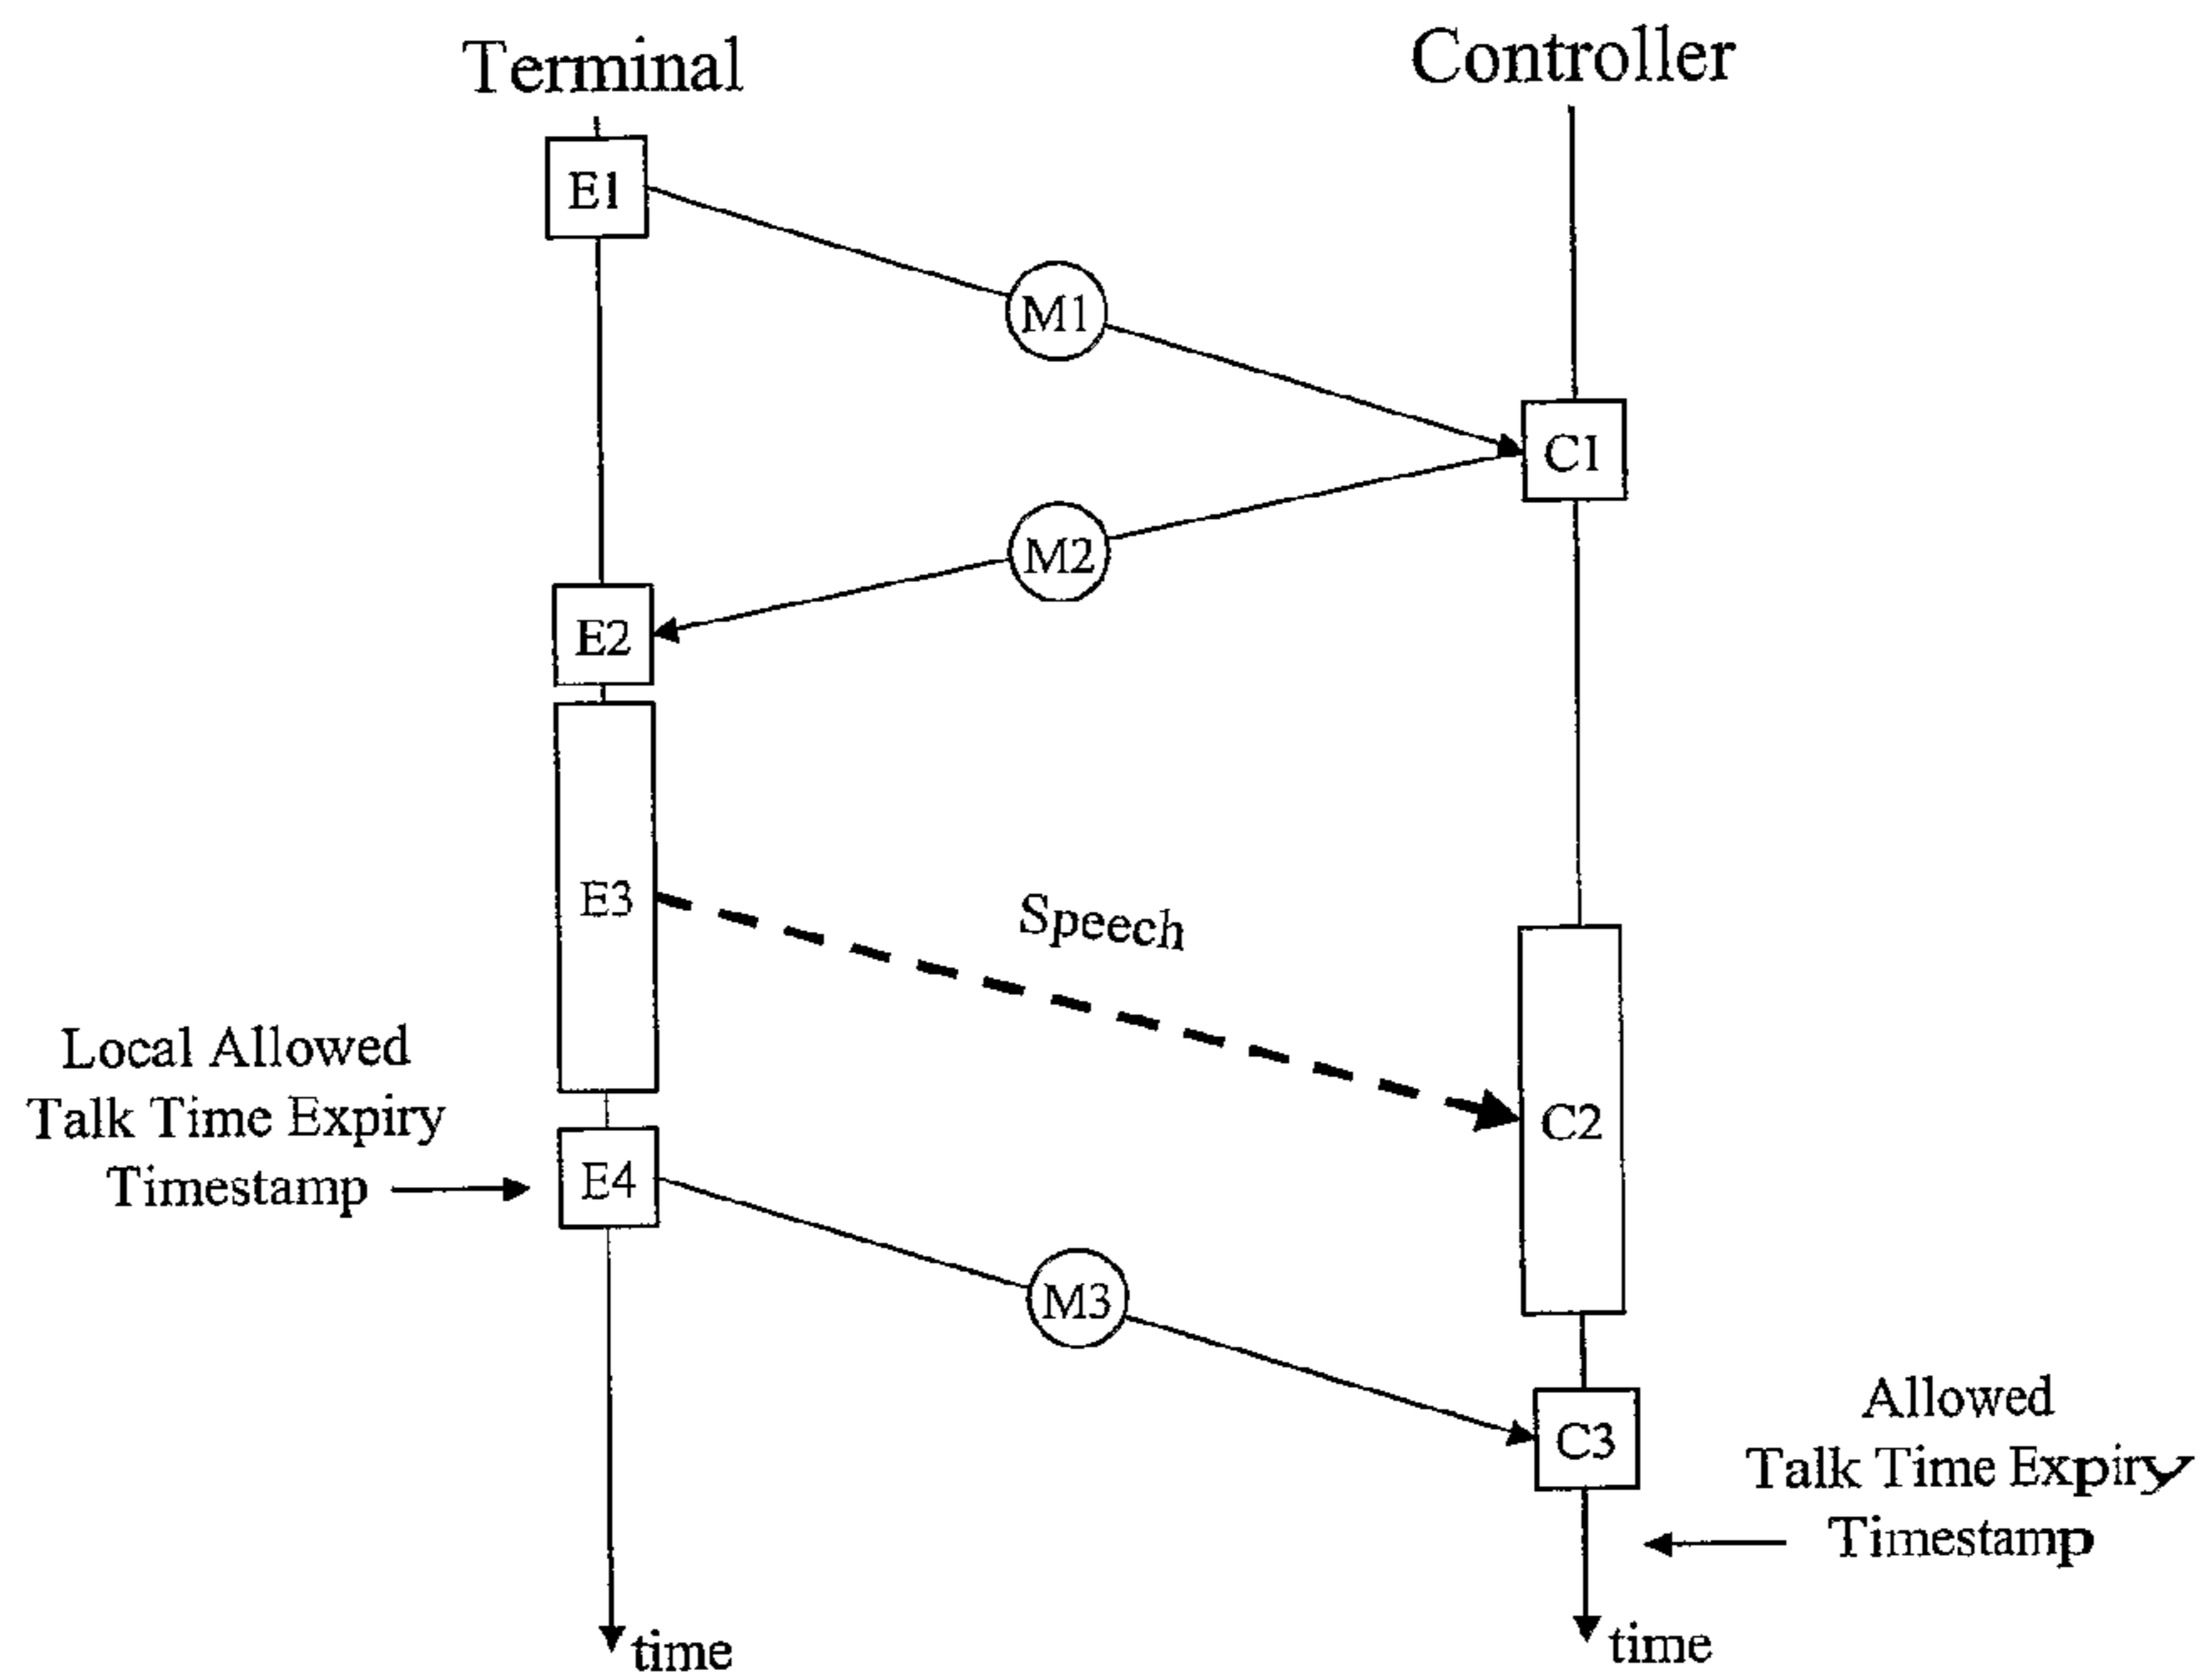 Terminal
Controller
E1
M1
C1
M2
E2
E3
Speech
C2
Local Allowed
Talk Time Expiry
Timestamp
E4
M3
C3
Allowed
Talk Time Expiry
Timestamp
time
time